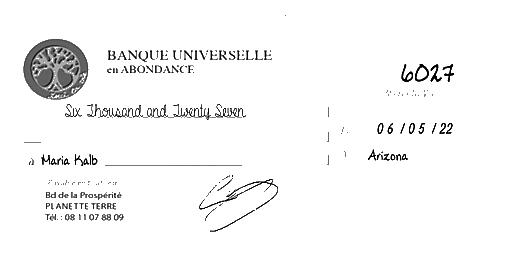 BANQUE UNIVERSELLE
en ABONDANCE
6027
Six Thousand and Twenty Seven
06/05/22
à Maria Kalb
Arizona
Bd de la Prospérité
PLANETTE TERRE
Tél. : 08 11 07 88 09